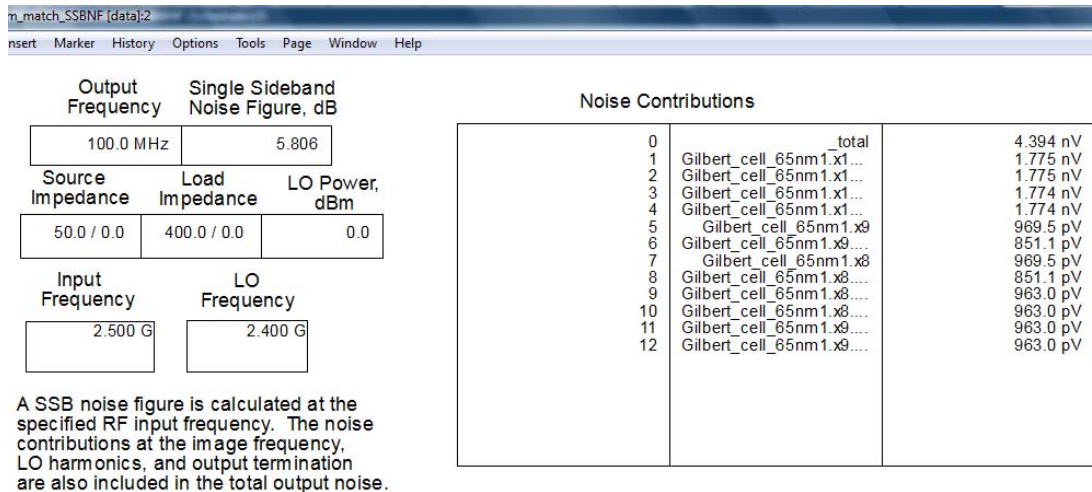 m_match_SSBNF [data]:2
nsert Marker History Options Tools Page Window Help
Output Frequency
Single Sideband Noise Figure, dB
100.0 MHz 5.806
Source Impedance
Load Impedance
LO Power, dBm
50.0 / 0.0 400.0 / 0.0 0.0
Input Frequency
LO Frequency
2.500 G 2.400 G
A SSB noise figure is calculated at the
specified RF input frequency. The noise
contributions at the image frequency,
LO harmonics, and output termination
are also included in the total output noise.
Noise Contributions
0 _total 4.394 nV
1 Gilbert_cell_65nm1.x1... 1.775 nV
2 Gilbert_cell_65nm1.x1... 1.775 nV
3 Gilbert_cell_65nm1.x1... 1.774 nV
4 Gilbert_cell_65nm1.x1... 1.774 nV
5 Gilbert_cell_65nm1.x9 969.5 pV
6 Gilbert_cell_65nm1.x9.... 851.1 pV
7 Gilbert_cell_65nm1.x8 969.5 pV
8 Gilbert_cell_65nm1.x8.... 851.1 pV
9 Gilbert_cell_65nm1.x8.... 963.0 pV
10 Gilbert_cell_65nm1.x8.... 963.0 pV
11 Gilbert_cell_65nm1.x9.... 963.0 pV
12 Gilbert_cell_65nm1.x9.... 963.0 pV